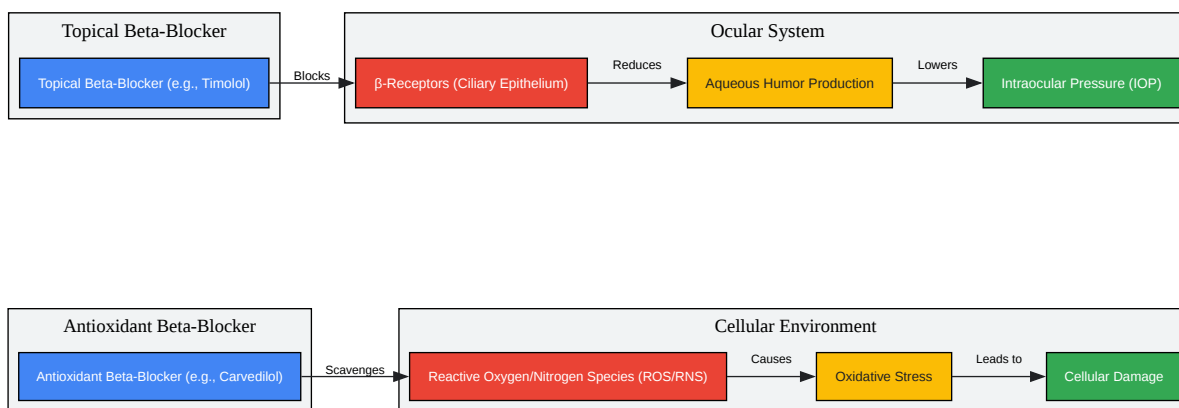 Topical Beta-Blocker
Ocular System
Topical Beta-Blocker (e.g., Timolol)
Blocks
β-Receptors (Ciliary Epithelium)
Reduces
Aqueous Humor Production
Lowers
Intraocular Pressure (IOP)
Antioxidant Beta-Blocker
Cellular Environment
Antioxidant Beta-Blocker (e.g., Carvedilol)
Scavenges
Reactive Oxygen/Nitrogen Species (ROS/RNS)
Causes
Oxidative Stress
Leads to
Cellular Damage